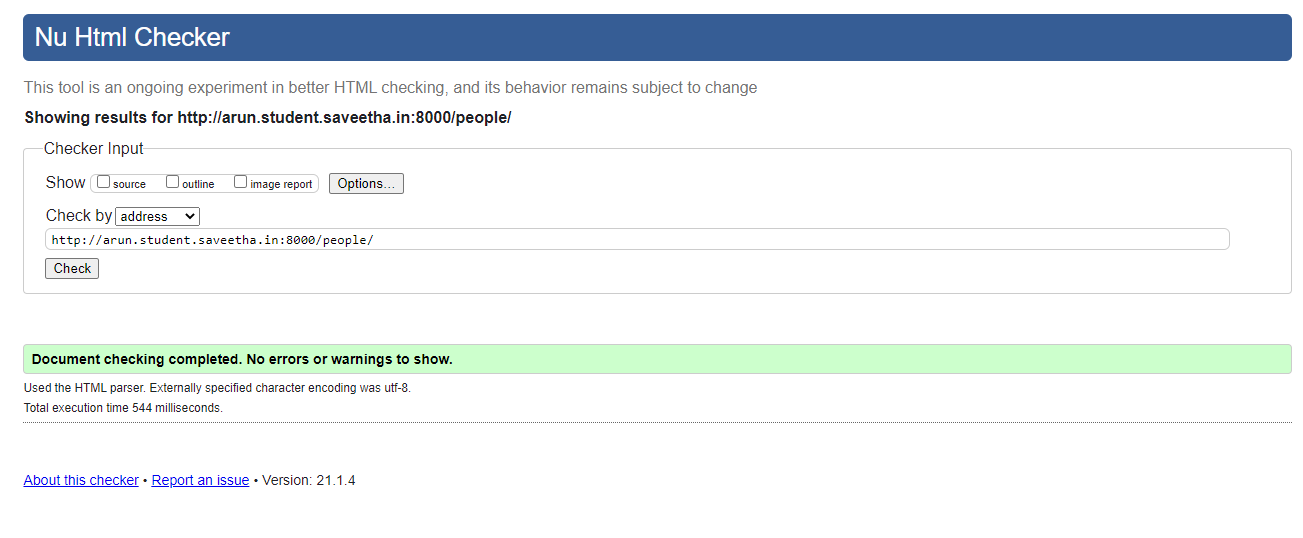 Nu Html Checker
This tool is an ongoing experiment in better HTML checking, and its behavior remains subject to change
Showing results for http://arun.student.saveetha.in:8000/people/
Checker Input
Show source outline image report Options...
Check by address
http://arun.student.saveetha.in:8000/people/
Check
Document checking completed. No errors or warnings to show.
Used the HTML parser. Externally specified character encoding was utf-8.
Total execution time 544 milliseconds.
About this checker • Report an issue • Version: 21.1.4